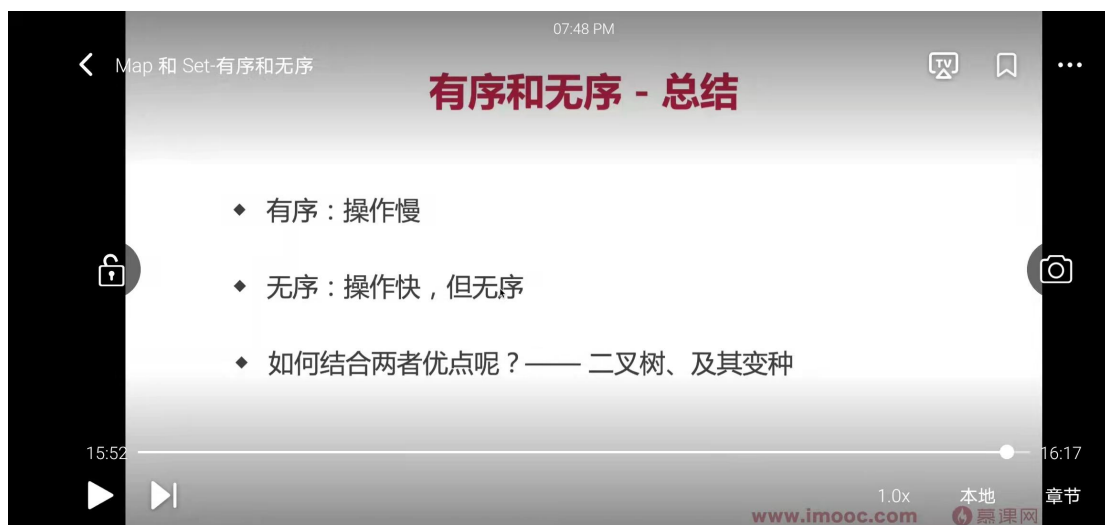 07:48 PM
Map 和 Set-有序和无序
TV
有序和无序 - 总结
有序：操作慢
无序：操作快，但无序
如何结合两者优点呢？—— 二叉树、及其变种
15:52
16:17
1.0x
本地
章节
www.imooc.com
慕课网